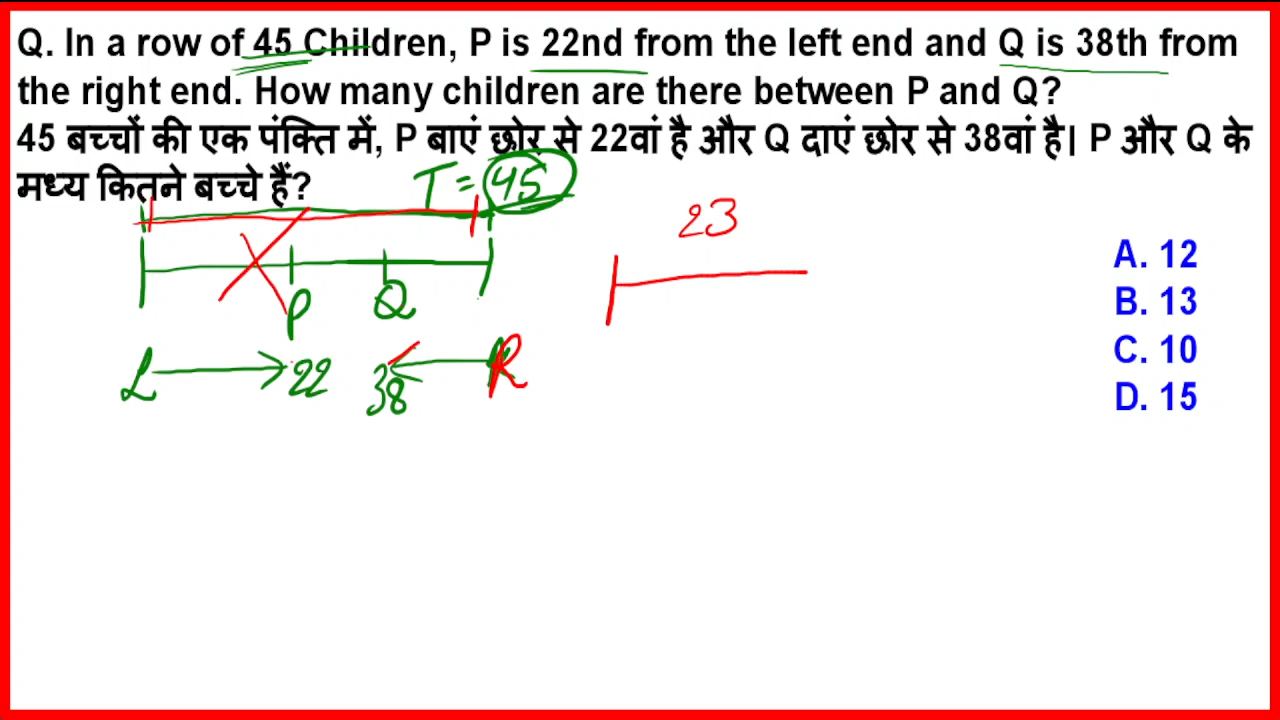 Q. In a row of 45 Children, P is 22nd from the left end and Q is 38th from
the right end. How many children are there between P and Q?
45 बच्चों की एक पंक्ति में, P बाएं छोर से 22वां है और Q दाएं छोर से 38वां है। P और Q के
मध्य कितने बच्चे हैं?
T = 45
23
A. 12
B. 13
P Q
C. 10
L 22 38 R
D. 15